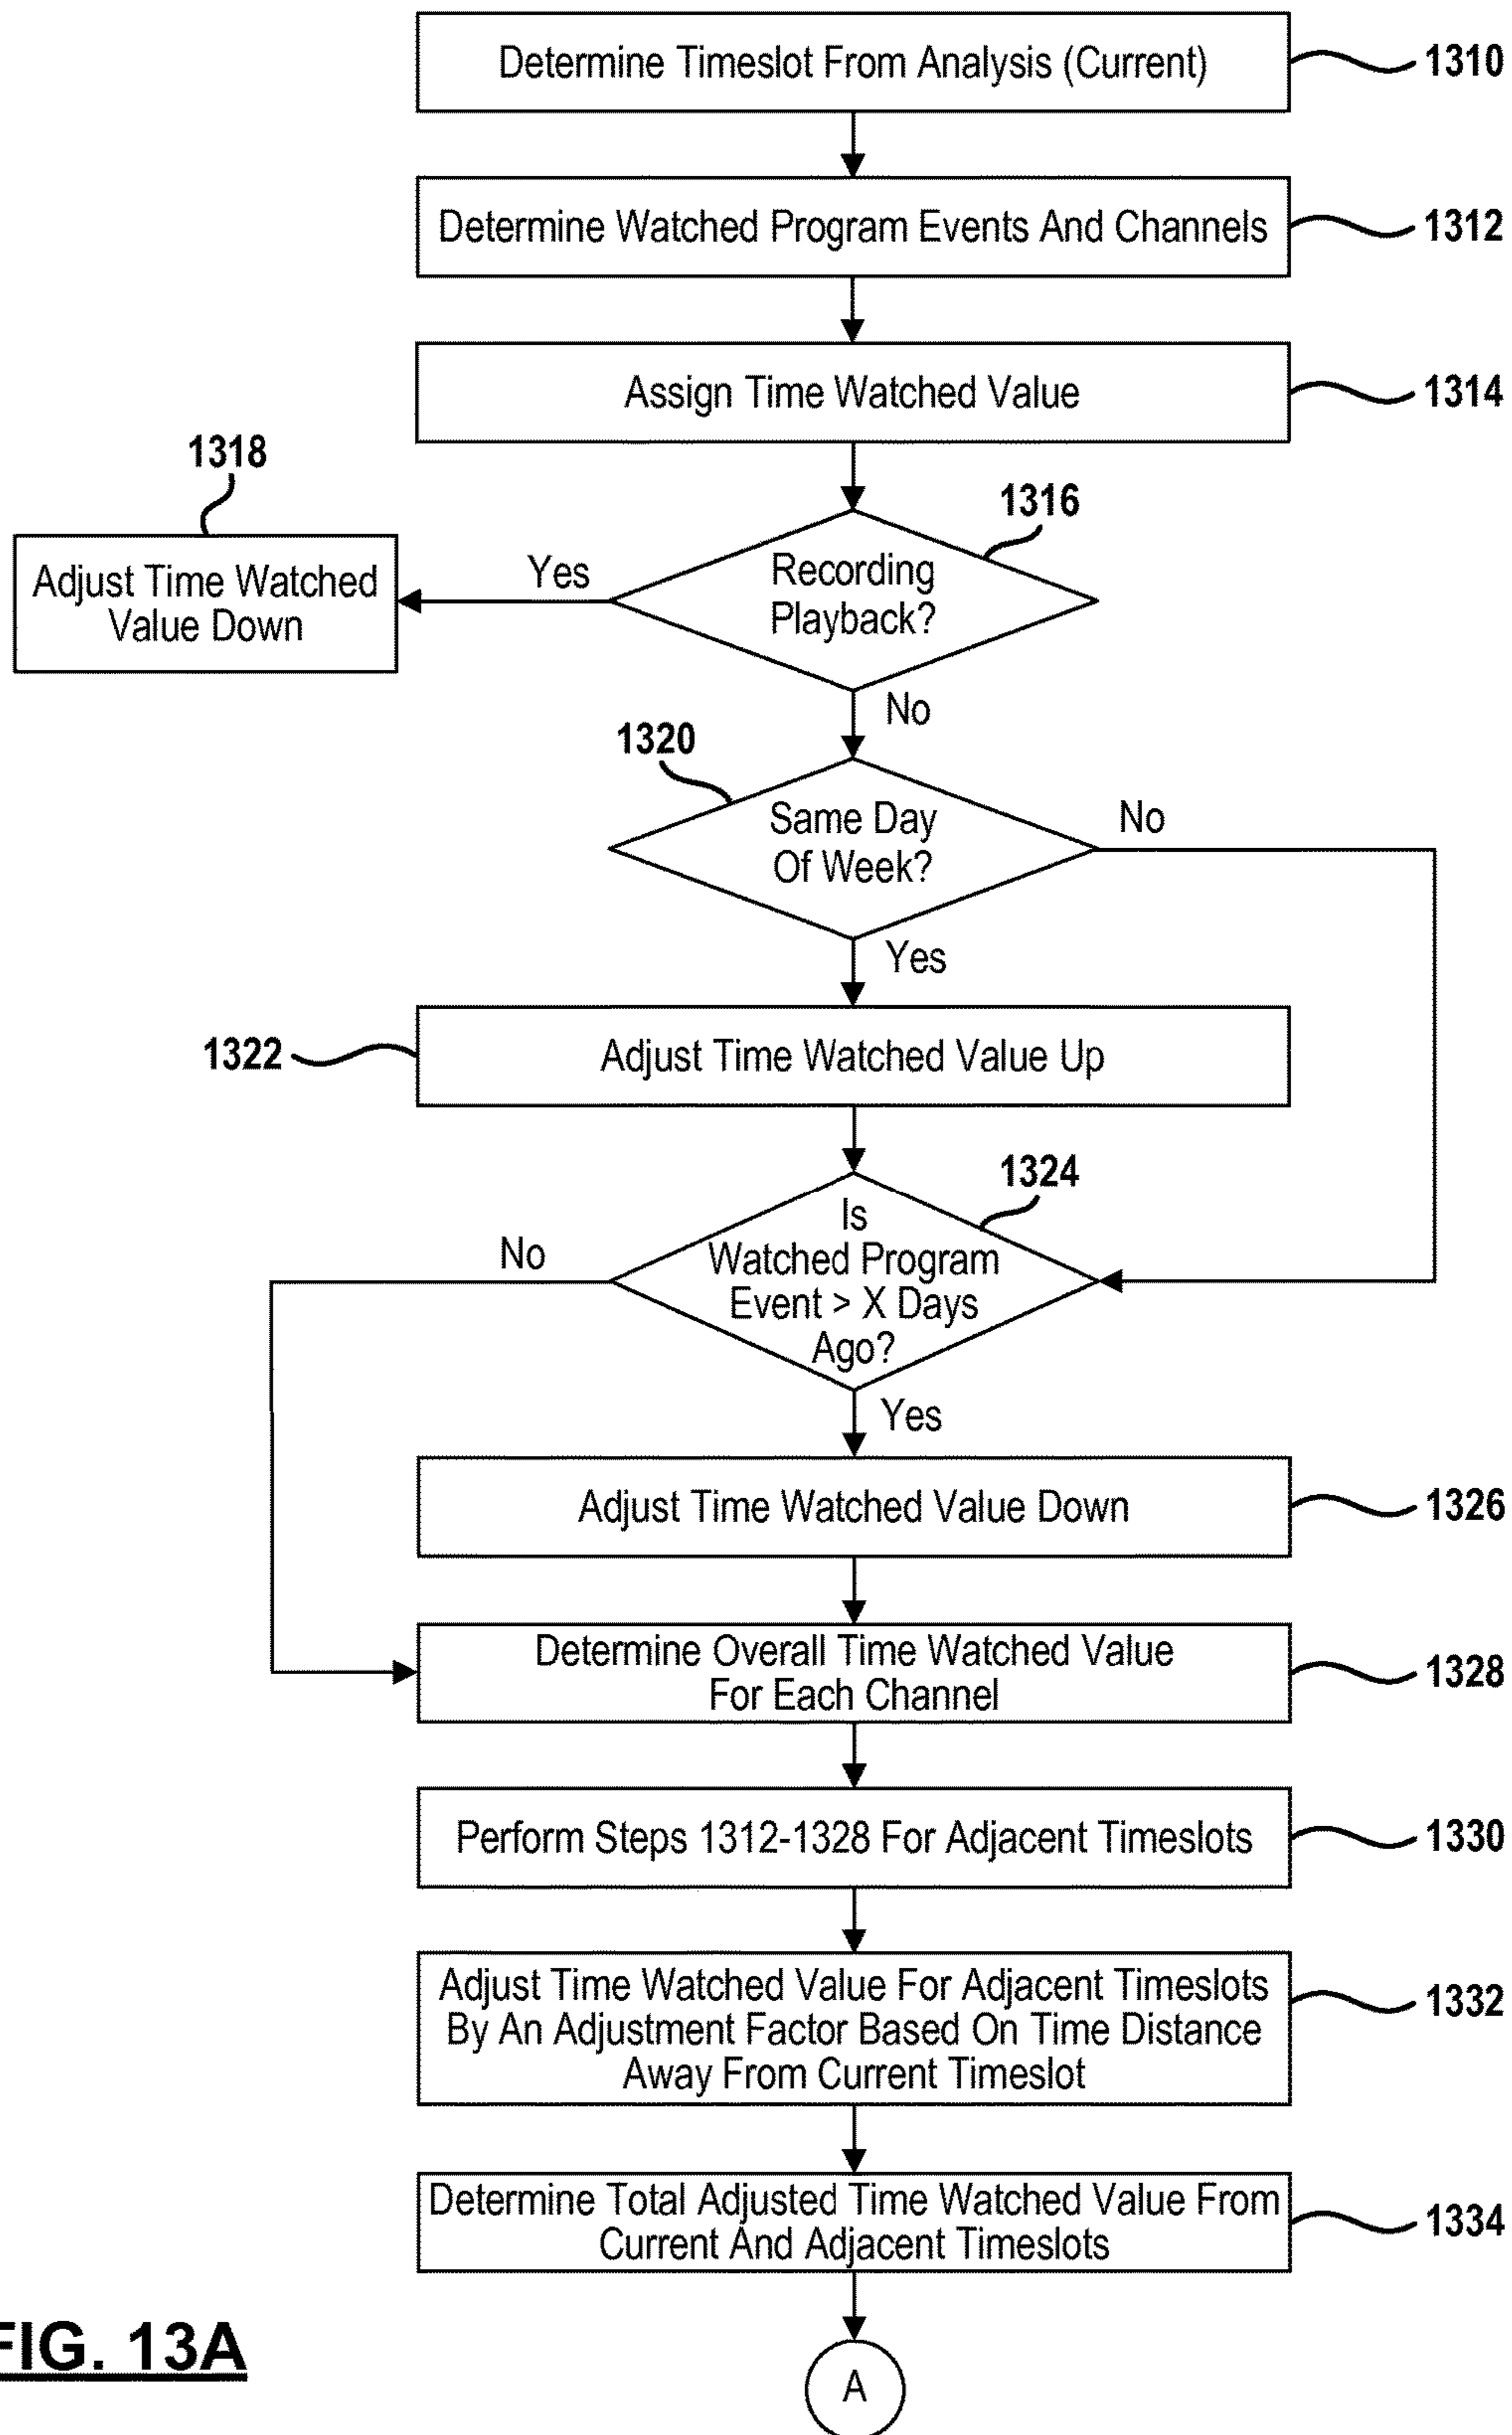 Determine Timeslot From Analysis (Current)
1310
Determine Watched Program Events And Channels
1312
Assign Time Watched Value
1314
1318
Adjust Time Watched
Value Down
Yes
1316
Recording
Playback?
No
1320
Same Day
Of Week?
No
Yes
1322
Adjust Time Watched Value Up
1324
Is
Watched Program
Event > X Days
Ago?
No
Yes
Adjust Time Watched Value Down
1326
Determine Overall Time Watched Value
For Each Channel
1328
Perform Steps 1312-1328 For Adjacent Timeslots
1330
Adjust Time Watched Value For Adjacent Timeslots
By An Adjustment Factor Based On Time Distance
Away From Current Timeslot
1332
Determine Total Adjusted Time Watched Value From
Current And Adjacent Timeslots
1334
FIG. 13A
A